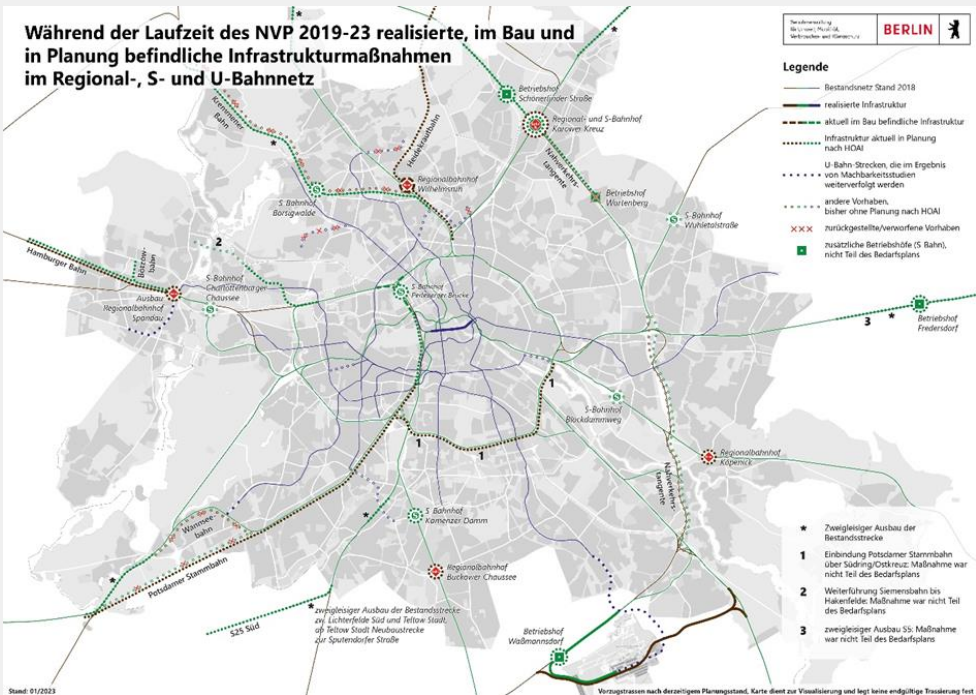 Während der Laufzeit des NVP 2019-23 realisierte, im Bau und
in Planung befindliche Infrastrukturmaßnahmen
im Regional-, S- und U-Bahnnetz
BERLIN
Legende
Bestandsnetz Stand 2018
realisierte Infrastruktur
aktuell im Bau befindliche Infrastruktur
Infrastruktur aktuell in Planung
nach HOAI
U-Bahn-Strecken, die im Ergebnis
von Machbarkeitsstudien
weiterverfolgt werden
andere Vorhaben,
bisher ohne Planung nach HOAI
zurückgestellte/verworfene Vorhaben
zusätzliche Betriebshöfe (S Bahn),
nicht Teil des Bedarfsplans
Kremmener
Bahn
*
Heidekrautbahn
Betriebshof
Schönerlinder Straße
*
Regional- und S-Bahnhof
Karower Kreuz
Nahverkehrs-
tangente
Betriebshof
Wartenberg
S-Bahnhof
Wuhletalstraße
Regionalbahnhof
Wilhelmsruh
S Bahnhof
Borsigwalde
2
Hamburger Bahn
Bötzow-
bahn
Ausbau
Regionalbahnhof
Spandau
S-Bahnhof
Charlottenburger
Chaussee
S-Bahnhof
Perleberger Brücke
3
*
Betriebshof
Fredersdorf
1
S-Bahnhof
Blockdammweg
1
1
Regionalbahnhof
Köpenick
Nahverkehrs-
tangente
Wannsee-
bahn
*
Potsdamer Stammbahn
*
S Bahnhof
Kamenzer Damm
Regionalbahnhof
Buckower Chaussee
S25 Süd
*
zweigleisiger Ausbau der Bestandsstrecke
zw. Lichterfelde Süd und Teltow Stadt,
ab Teltow Stadt Neubaustrecke
zur Sputendorfer Straße
Betriebshof
Waßmannsdorf
*
Zweigleisiger Ausbau der
Bestandsstrecke
1
Einbindung Potsdamer Stammbahn
über Südring/Ostkreuz: Maßnahme war
nicht Teil des Bedarfsplans
2
Weiterführung Siemensbahn bis
Hakenfelde: Maßnahme war nicht Teil
des Bedarfsplans
3
zweigleisiger Ausbau S5: Maßnahme
war nicht Teil des Bedarfsplans
Stand: 01/2023
Vorzugstrassen nach derzeitigem Planungsstand, Karte dient zur Visualisierung und legt keine endgültige Trassierung fest